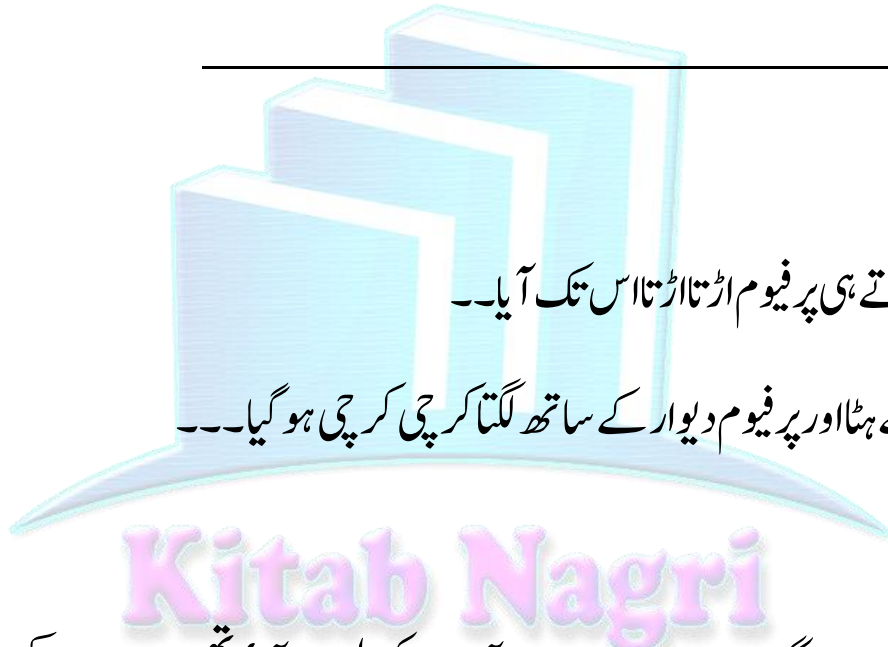 تے ہی پرفیوم اڑتا اڑتا اس تک آیا۔۔
ہٹا اور پرفیوم دیوار کے ساتھ لگتا کرچی کرچی ہو گیا۔۔۔
Kitab Nagri